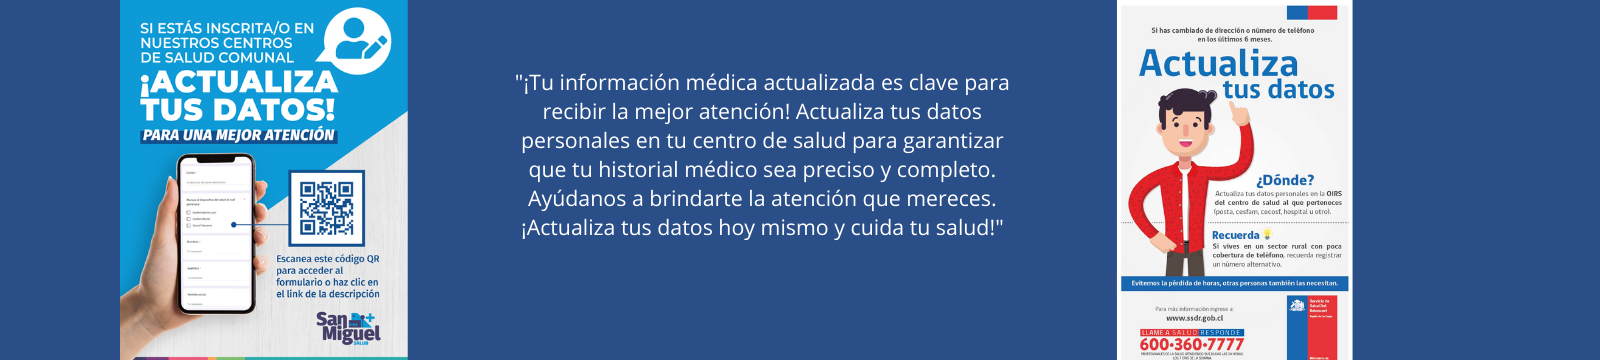 SI ESTÁS INSCRITA/O EN
NUESTROS CENTROS
DE SALUD COMUNAL
¡ACTUALIZA
TUS DATOS!
PARA UNA MEJOR ATENCIÓN
Escanea este código QR
para acceder al
formulario o haz clic en
el link de la descripción
San
Miguel
SALUD
"¡Tu información médica actualizada es clave para
recibir la mejor atención! Actualiza tus datos
personales en tu centro de salud para garantizar
que tu historial médico sea preciso y completo.
Ayúdanos a brindarte la atención que mereces.
¡Actualiza tus datos hoy mismo y cuida tu salud!"
Si has cambiado de dirección o número de teléfono
en los últimos 6 meses.
Actualiza
tus datos
¿Dónde?
Actualiza tus datos personales en la OIRS
del centro de salud al que perteneces
(posta, cesfam, cecosf, hospital u otro).
Recuerda
Si vives en un sector rural con poca
cobertura de teléfono, recuerda registrar
un número alternativo.
Evitemos la pérdida de horas, otras personas también las necesitan.
Para más información ingrese a:
www.ssdr.gob.cl
LLAME A SALUD RESPONDE
600·360·7777
Servicio de
Salud Del
Reloncaví